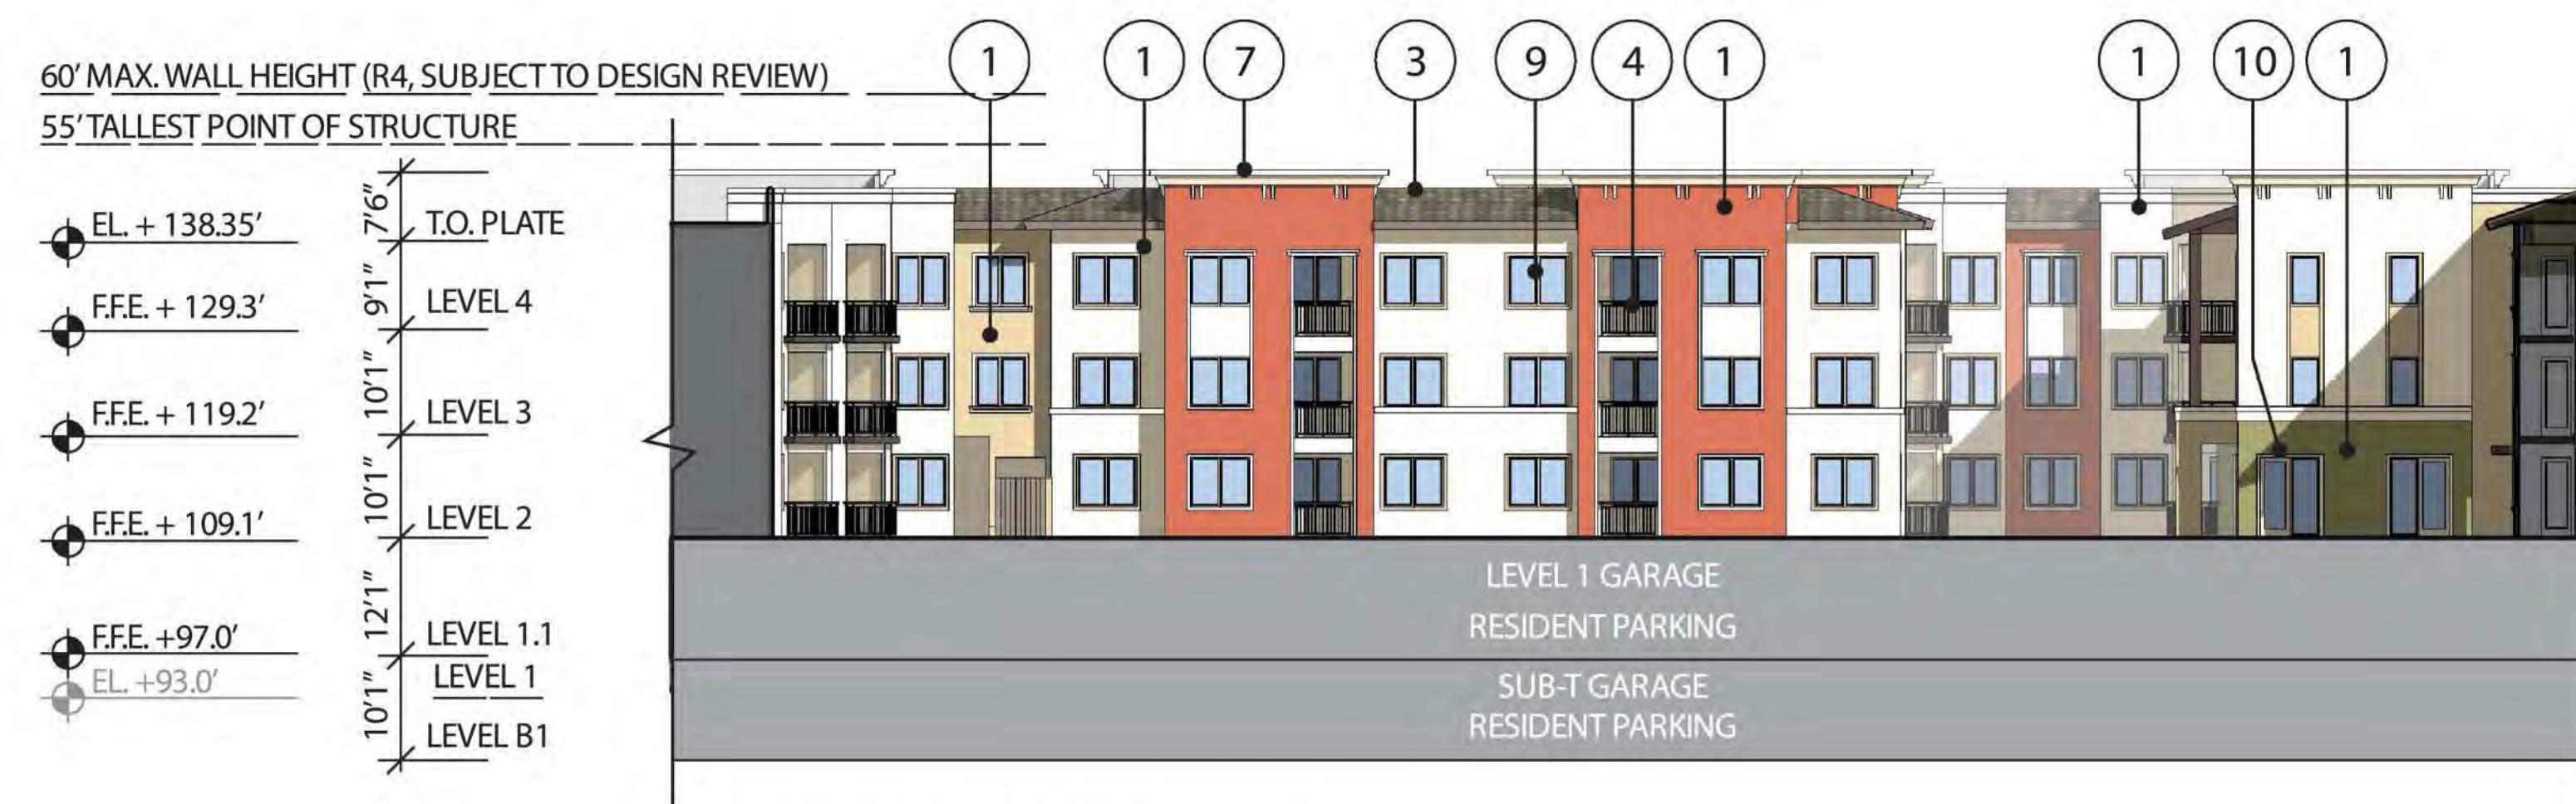 1 1 7 3 9 4 1 1 10 1
60' MAX. WALL HEIGHT (R4, SUBJECT TO DESIGN REVIEW)
55' TALLEST POINT OF STRUCTURE
7'6"
EL. + 138.35'
T.O. PLATE
9'1"
F.F.E. + 129.3'
LEVEL 4
10'1"
F.F.E. + 119.2'
LEVEL 3
10'1"
F.F.E. + 109.1'
LEVEL 2
12'1"
F.F.E. +97.0'
LEVEL 1.1
EL. +93.0'
LEVEL 1
10'1"
LEVEL B1
LEVEL 1 GARAGE
RESIDENT PARKING
SUB-T GARAGE
RESIDENT PARKING